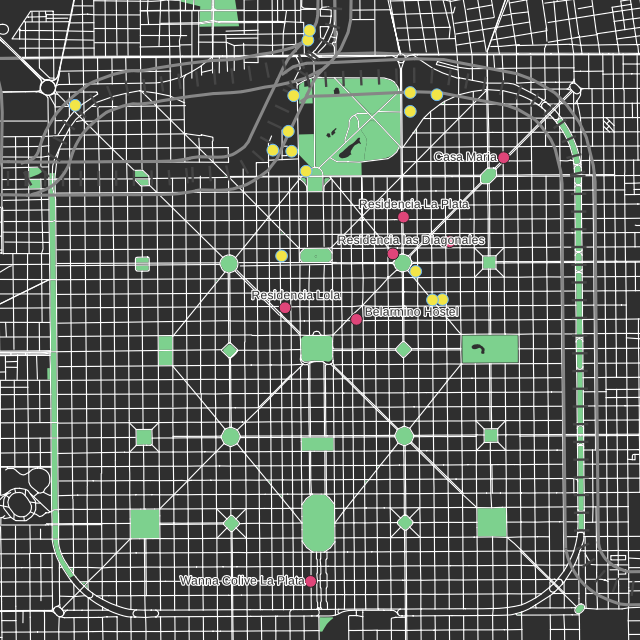 Casa Maria
Residencia La Plata
Residencia las Diagonales
Residencia Lola
Belarmino Hostel
Wanna Colive La Plata